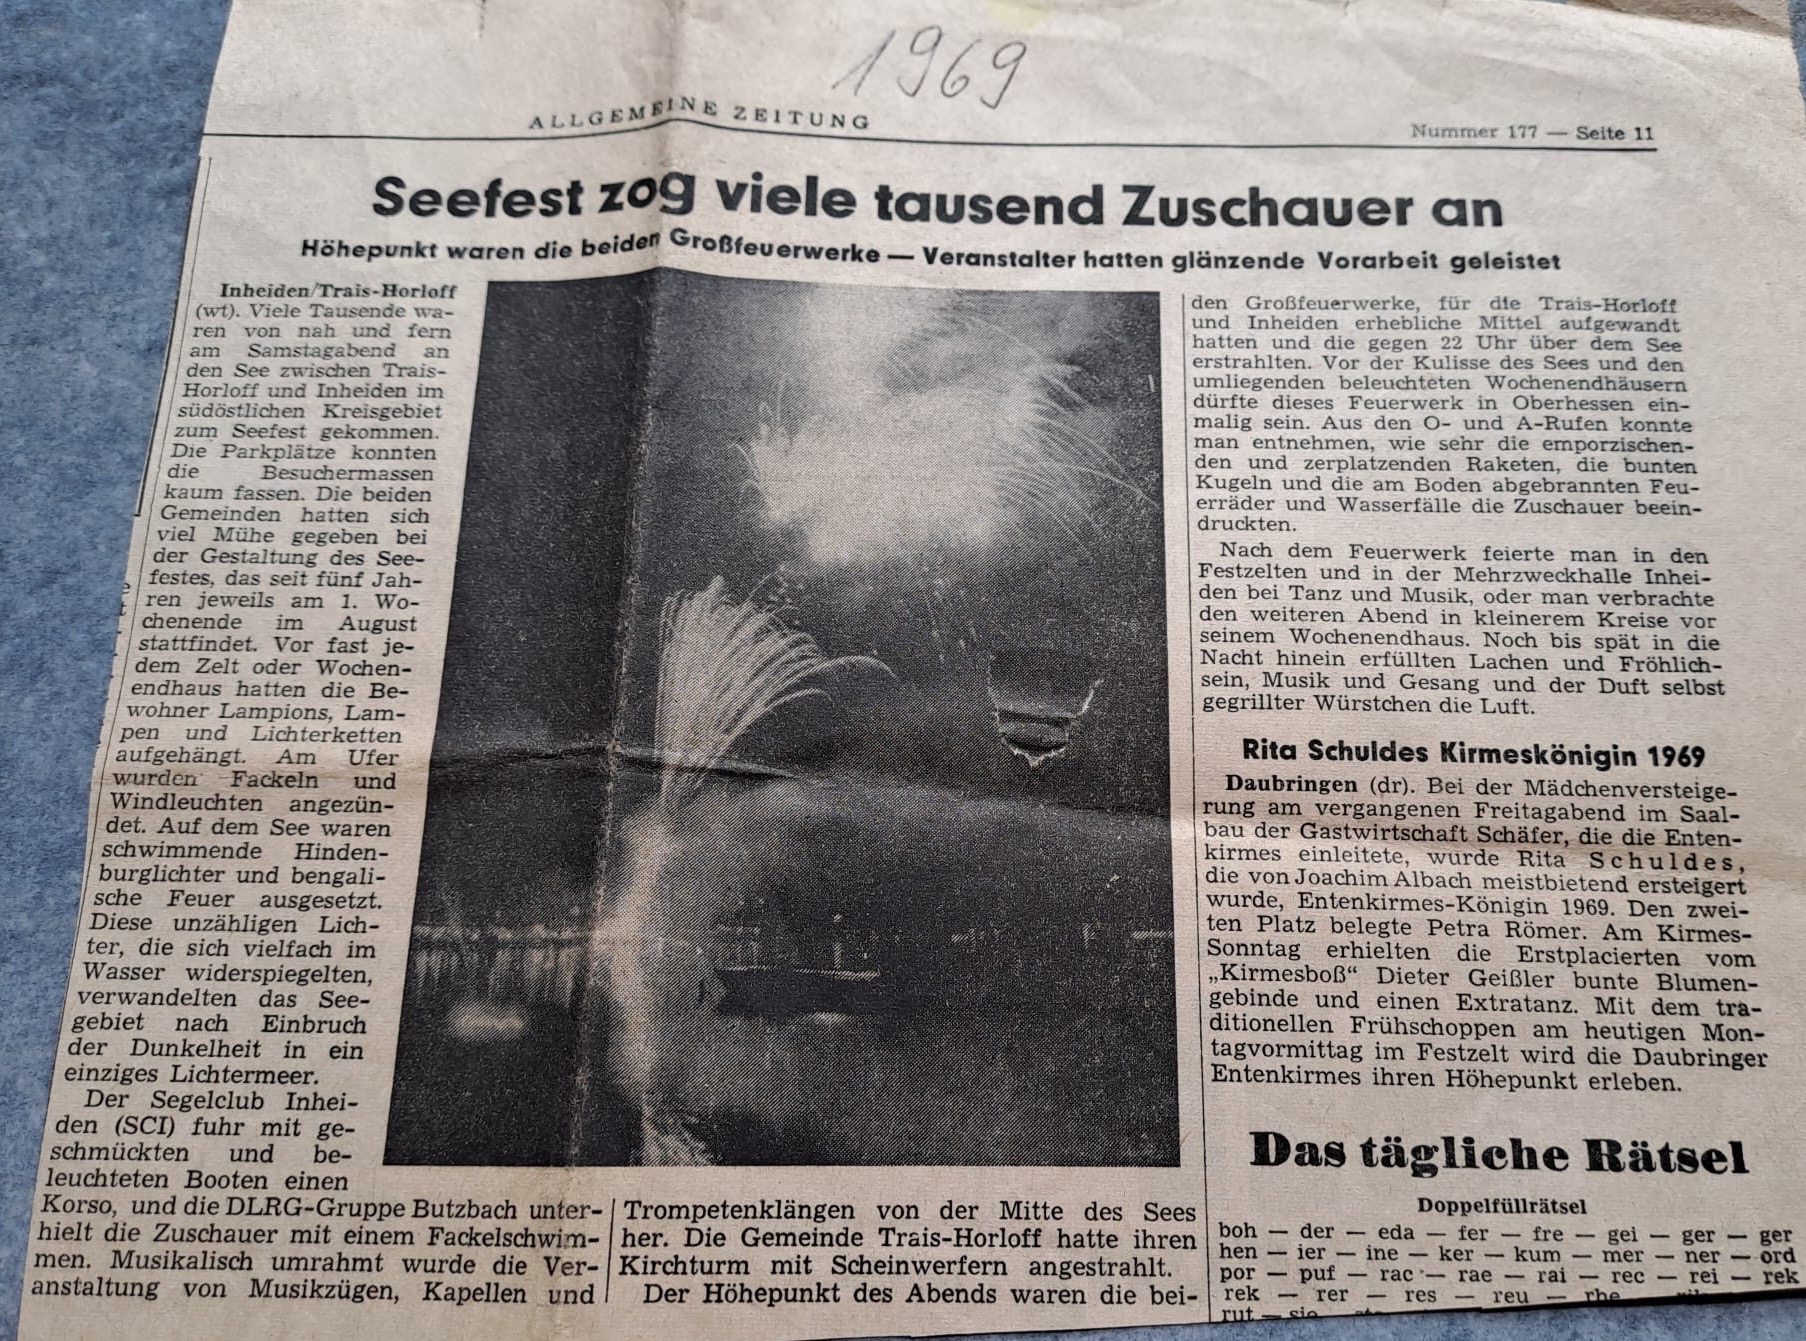 1969
ALLGEMEINE ZEITUNG
Nummer 177 — Seite 11
Seefest zog viele tausend Zuschauer an
Höhepunkt waren die beiden Großfeuerwerke — Veranstalter hatten glänzende Vorarbeit geleistet
Inheiden/Trais-Horloff
(wt). Viele Tausende wa-
ren von nah und fern
am Samstagabend an
den See zwischen Trais-
Horloff und Inheiden im
südöstlichen Kreisgebiet
zum Seefest gekommen.
Die Parkplätze konnten
die Besuchermassen
kaum fassen. Die beiden
Gemeinden hatten sich
viel Mühe gegeben bei
der Gestaltung des See-
festes, das seit fünf Jah-
ren jeweils am 1. Wo-
chenende im August
stattfindet. Vor fast je-
dem Zelt oder Wochen-
endhaus hatten die Be-
wohner Lampions, Lam-
pen und Lichterketten
aufgehängt. Am Ufer
wurden Fackeln und
Windleuchten angezün-
det. Auf dem See waren
schwimmende Hinden-
burglichter und bengali-
sche Feuer ausgesetzt.
Diese unzähligen Lich-
ter, die sich vielfach im
Wasser widerspiegelten,
verwandelten das See-
gebiet nach Einbruch
der Dunkelheit in ein
einziges Lichtermeer.
Der Segelclub Inhei-
den (SCI) fuhr mit ge-
schmückten und be-
leuchteten Booten einen
Korso, und die DLRG-Gruppe Butzbach unter-
hielt die Zuschauer mit einem Fackelschwim-
men. Musikalisch umrahmt wurde die Ver-
anstaltung von Musikzügen, Kapellen und
Trompetenklängen von der Mitte des Sees
her. Die Gemeinde Trais-Horloff hatte ihren
Kirchturm mit Scheinwerfern angestrahlt.
Der Höhepunkt des Abends waren die bei-
den Großfeuerwerke, für die Trais-Horloff
und Inheiden erhebliche Mittel aufgewandt
hatten und die gegen 22 Uhr über dem See
erstrahlten. Vor der Kulisse des Sees und den
umliegenden beleuchteten Wochenendhäusern
dürfte dieses Feuerwerk in Oberhessen ein-
malig sein. Aus den O- und A-Rufen konnte
man entnehmen, wie sehr die emporzischen-
den und zerplatzenden Raketen, die bunten
Kugeln und die am Boden abgebrannten Feu-
erräder und Wasserfälle die Zuschauer beein-
druckten.
Nach dem Feuerwerk feierte man in den
Festzelten und in der Mehrzweckhalle Inhei-
den bei Tanz und Musik, oder man verbrachte
den weiteren Abend in kleinerem Kreise vor
seinem Wochenendhaus. Noch bis spät in die
Nacht hinein erfüllten Lachen und Fröhlich-
sein, Musik und Gesang und der Duft selbst
gegrillter Würstchen die Luft.
Rita Schuldes Kirmeskönigin 1969
Daubringen (dr). Bei der Mädchenversteige-
rung am vergangenen Freitagabend im Saal-
bau der Gastwirtschaft Schäfer, die die Enten-
kirmes einleitete, wurde Rita Schuldes,
die von Joachim Albach meistbietend ersteigert
wurde, Entenkirmes-Königin 1969. Den zwei-
ten Platz belegte Petra Römer. Am Kirmes-
Sonntag erhielten die Erstplacierten vom
„Kirmesboß“ Dieter Geißler bunte Blumen-
gebinde und einen Extratanz. Mit dem tra-
ditionellen Frühschoppen am heutigen Mon-
tagvormittag im Festzelt wird die Daubringer
Entenkirmes ihren Höhepunkt erleben.
Das tägliche Rätsel
Doppelfüllrätsel
boh — der — eda — fer — fre — gei — ger — ger
hen — ier — ine — ker — kum — mer — ner — ord
por — puf — rac — rae — rai — rec — rei — rek
rek — rer — res — reu — rhe
rut — sie